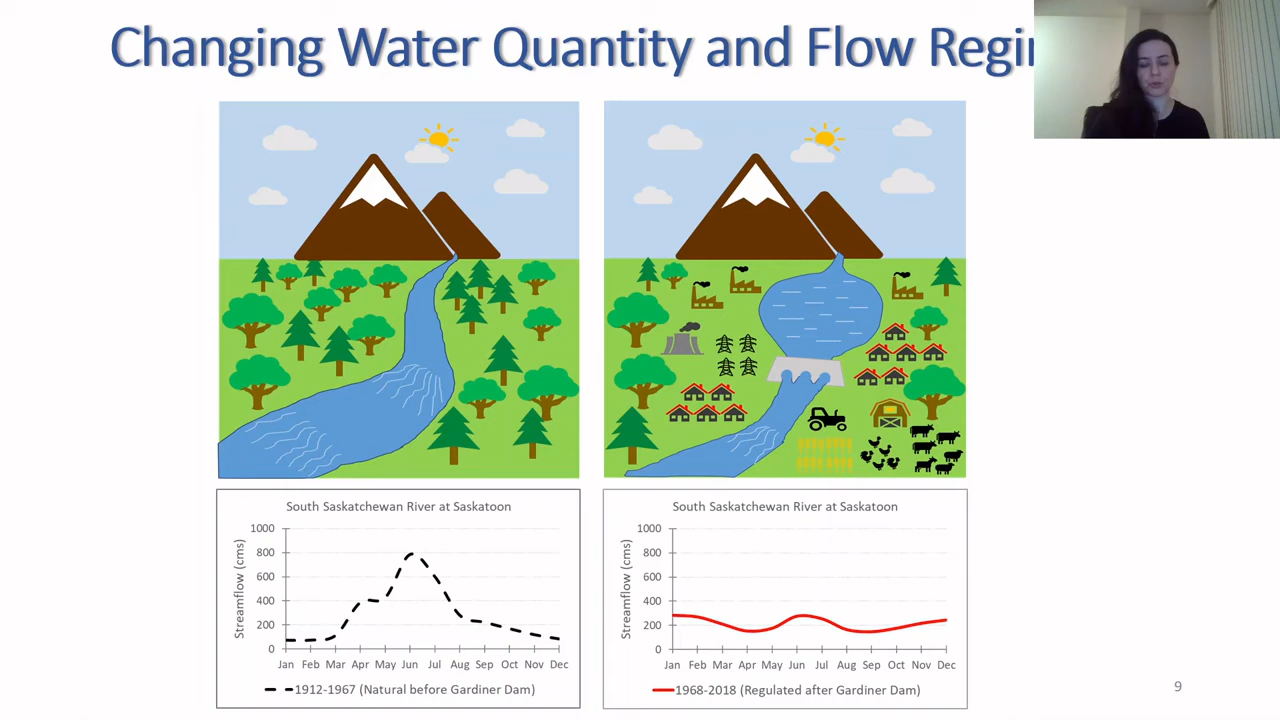 Changing Water Quantity and Flow
South Saskatchewan River at Saskatoon
Streamflow (cms)
1000
800
600
400
200
0
Jan Feb Mar Apr May Jun Jul Aug Sep Oct Nov Dec
1912-1967 (Natural before Gardiner Dam)
South Saskatchewan River at Saskatoon
Streamflow (cms)
1000
800
600
400
200
0
Jan Feb Mar Apr May Jun Jul Aug Sep Oct Nov Dec
1968-2018 (Regulated after Gardiner Dam)
9